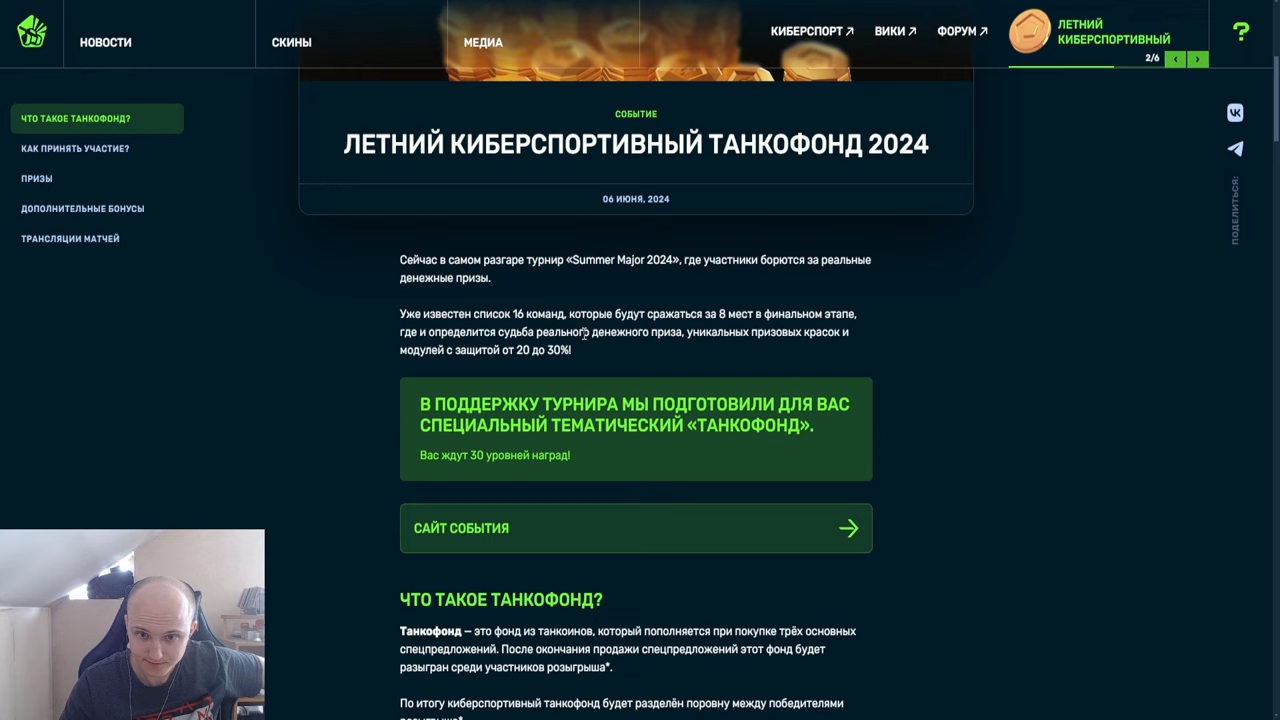 НОВОСТИ
СКИНЫ
МЕДИА
КИБЕРСПОРТ
ВИКИ
ФОРУМ
ЛЕТНИЙ
КИБЕРСПОРТИВНЫЙ
2/6
?
ЧТО ТАКОЕ ТАНКОФОНД?
КАК ПРИНЯТЬ УЧАСТИЕ?
ПРИЗЫ
ДОПОЛНИТЕЛЬНЫЕ БОНУСЫ
ТРАНСЛЯЦИИ МАТЧЕЙ
СОБЫТИЕ
ЛЕТНИЙ КИБЕРСПОРТИВНЫЙ ТАНКОФОНД 2024
06 ИЮНЯ, 2024
Сейчас в самом разгаре турнир «Summer Major 2024», где участники борются за реальные
денежные призы.
Уже известен список 16 команд, которые будут сражаться за 8 мест в финальном этапе,
где и определится судьба реального денежного приза, уникальных призовых красок и
модулей с защитой от 20 до 30%!
В ПОДДЕРЖКУ ТУРНИРА МЫ ПОДГОТОВИЛИ ДЛЯ ВАС
СПЕЦИАЛЬНЫЙ ТЕМАТИЧЕСКИЙ «ТАНКОФОНД».
Вас ждут 30 уровней наград!
САЙТ СОБЫТИЯ
ЧТО ТАКОЕ ТАНКОФОНД?
Танкофонд – это фонд из танкоинов, который пополняется при покупке трёх основных
спецпредложений. После окончания продажи спецпредложений этот фонд будет
разыгран среди участников розыгрыша*.
По итогу киберспортивный танкофонд будет разделён поровну между победителями
розыгрыша*
ПОДЕЛИТЬСЯ: